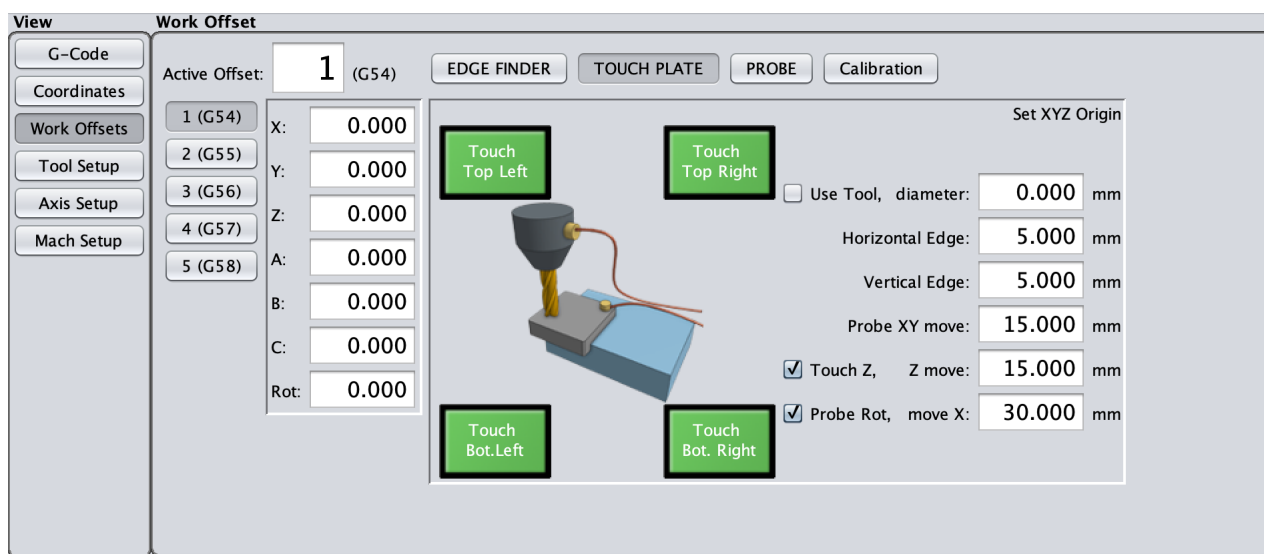 View
Work Offset
G-Code
Coordinates
Work Offsets
Tool Setup
Axis Setup
Mach Setup
Active Offset: 1 (G54)
EDGE FINDER TOUCH PLATE PROBE Calibration
1 (G54)
2 (G55)
3 (G56)
4 (G57)
5 (G58)
X: 0.000
Y: 0.000
Z: 0.000
A: 0.000
B: 0.000
C: 0.000
Rot: 0.000
Touch
Top Left
Touch
Top Right
Touch
Bot.Left
Touch
Bot. Right
Set XYZ Origin
Use Tool, diameter: 0.000 mm
Horizontal Edge: 5.000 mm
Vertical Edge: 5.000 mm
Probe XY move: 15.000 mm
Touch Z, Z move: 15.000 mm
Probe Rot, move X: 30.000 mm